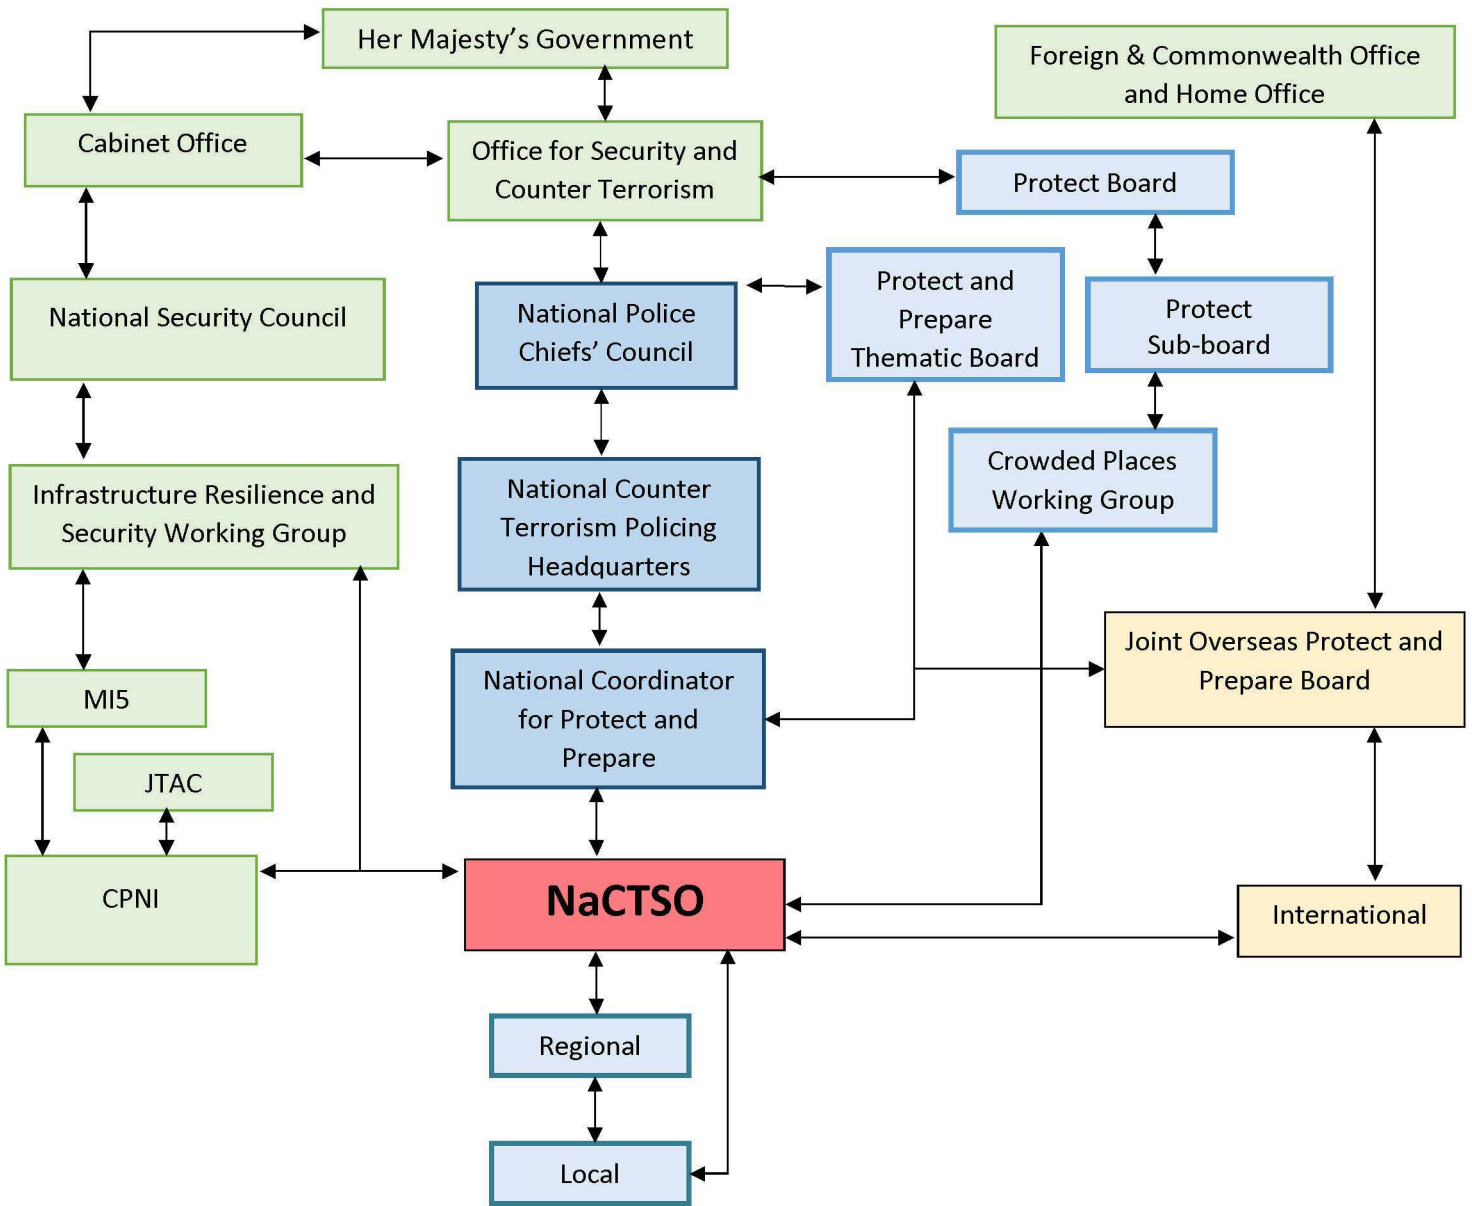 Her Majesty’s Government
Foreign & Commonwealth Office
and Home Office
Cabinet Office
Office for Security and
Counter Terrorism
Protect Board
National Security Council
National Police
Chiefs’ Council
Protect and
Prepare
Thematic Board
Protect
Sub-board
Infrastructure Resilience and
Security Working Group
National Counter
Terrorism Policing
Headquarters
Crowded Places
Working Group
MI5
National Coordinator
for Protect and
Prepare
Joint Overseas Protect and
Prepare Board
JTAC
CPNI
NaCTSO
International
Regional
Local